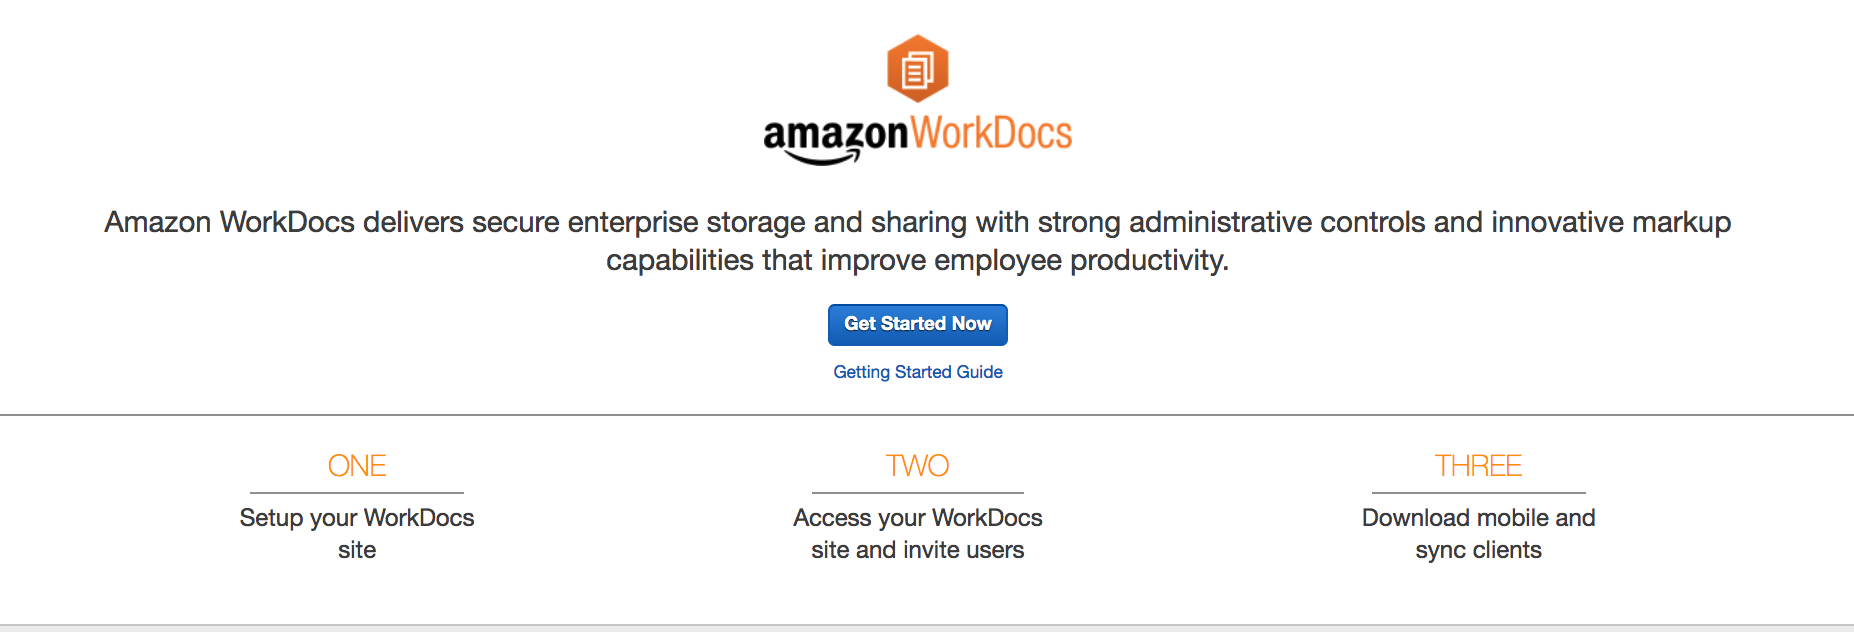 amazonWorkDocs
Amazon WorkDocs delivers secure enterprise storage and sharing with strong administrative controls and innovative markup
capabilities that improve employee productivity.
Get Started Now
Getting Started Guide
ONE
Setup your WorkDocs
site
TWO
Access your WorkDocs
site and invite users
THREE
Download mobile and
sync clients